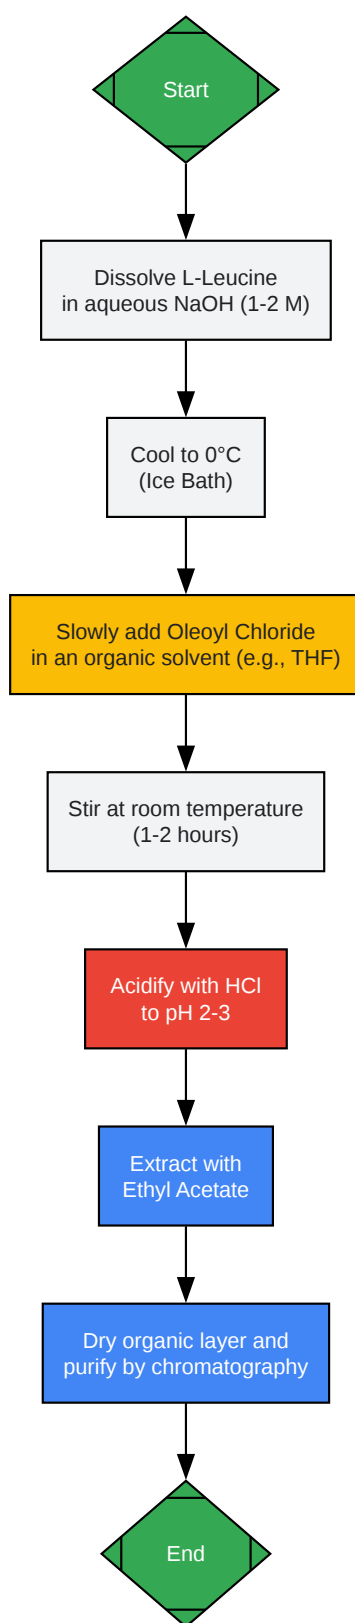 Start
Dissolve L-Leucine
in aqueous NaOH (1-2 M)
Cool to 0°C
(Ice Bath)
Slowly add Oleoyl Chloride
in an organic solvent (e.g., THF)
Stir at room temperature
(1-2 hours)
Acidify with HCl
to pH 2-3
Extract with
Ethyl Acetate
Dry organic layer and
purify by chromatography
End